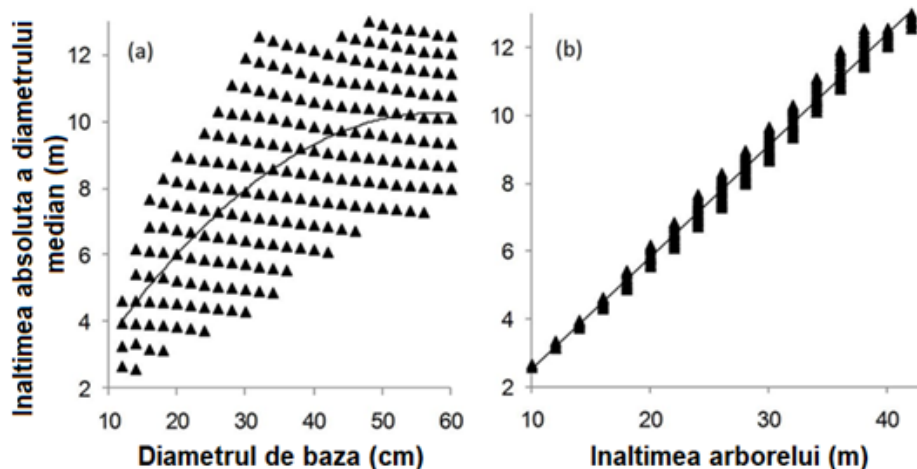 Inaltimea absoluta a diametrului
median (m)
(a)
12
10
8
6
4
2
10 20 30 40 50 60
Diametrul de baza (cm)
(b)
12
10
8
6
4
2
10 20 30 40
Inaltimea arborelui (m)